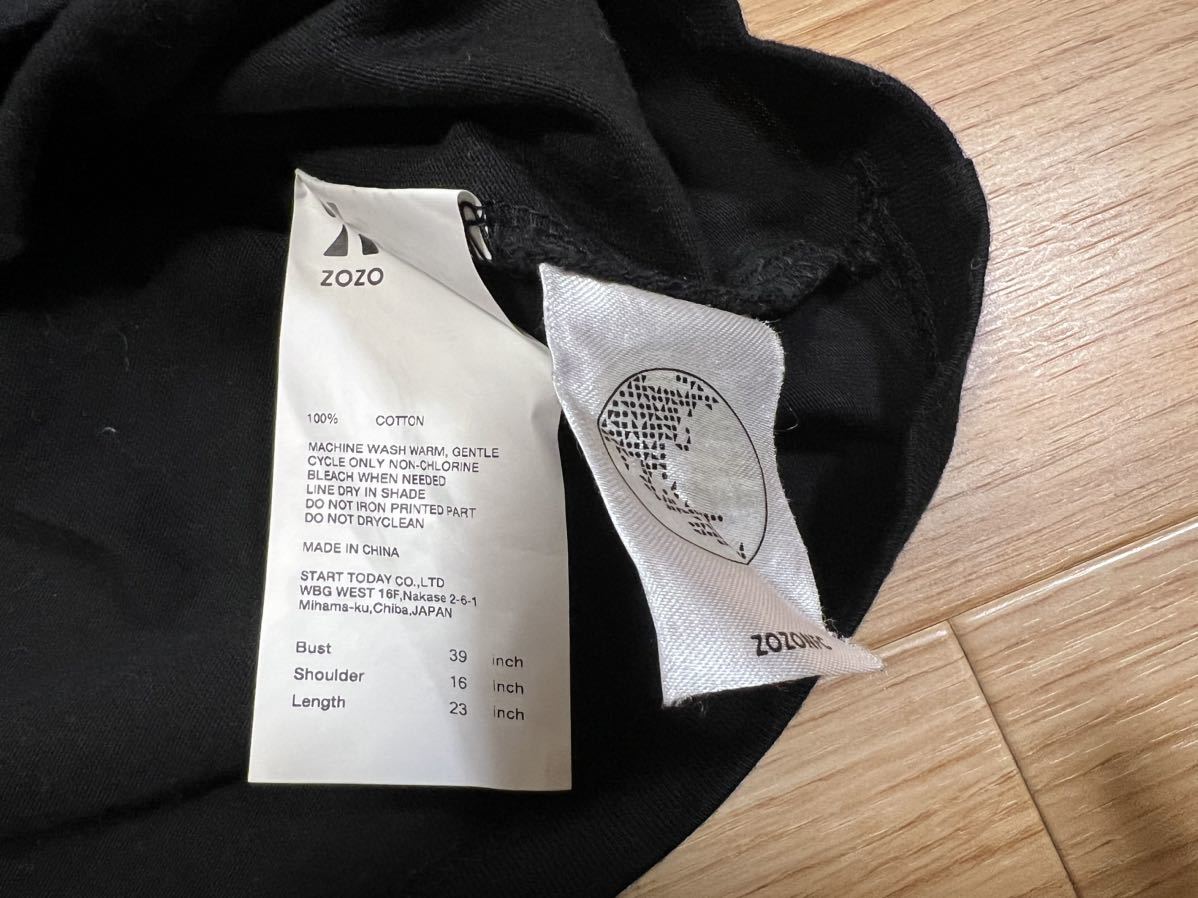 ZOZO
100% COTTON
MACHINE WASH WARM, GENTLE
CYCLE ONLY NON-CHLORINE
BLEACH WHEN NEEDED
LINE DRY IN SHADE
DO NOT IRON PRINTED PART
DO NOT DRYCLEAN
MADE IN CHINA
START TODAY CO.,LTD
WBG WEST 16F,Nakase 2-6-1
Mihama-ku,Chiba,JAPAN
Bust 39 inch
Shoulder 16 inch
Length 23 inch
ZOZONFC